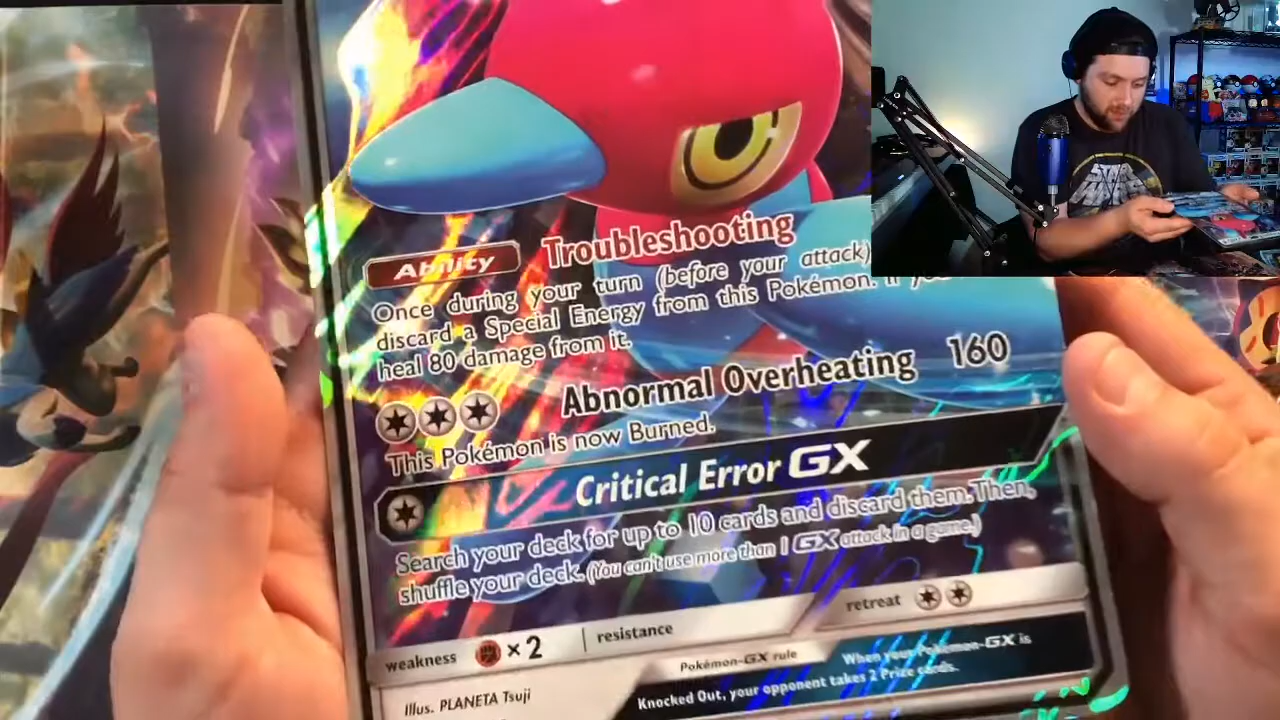 Ability Troubleshooting
Once during your turn (before your attack)
discard a Special Energy from this Pokémon. If you
heal 80 damage from it.
Abnormal Overheating 160
This Pokémon is now Burned.
Critical Error GX
Search your deck for up to 10 cards and discard them. Then,
shuffle your deck. (You can't use more than 1 GX attack in a game.)
weakness ×2 resistance retreat
Pokémon-GX rule When your Pokémon-GX is
Knocked Out, your opponent takes 2 Prize cards.
Illus. PLANETA Tsuji
STAR
WARS